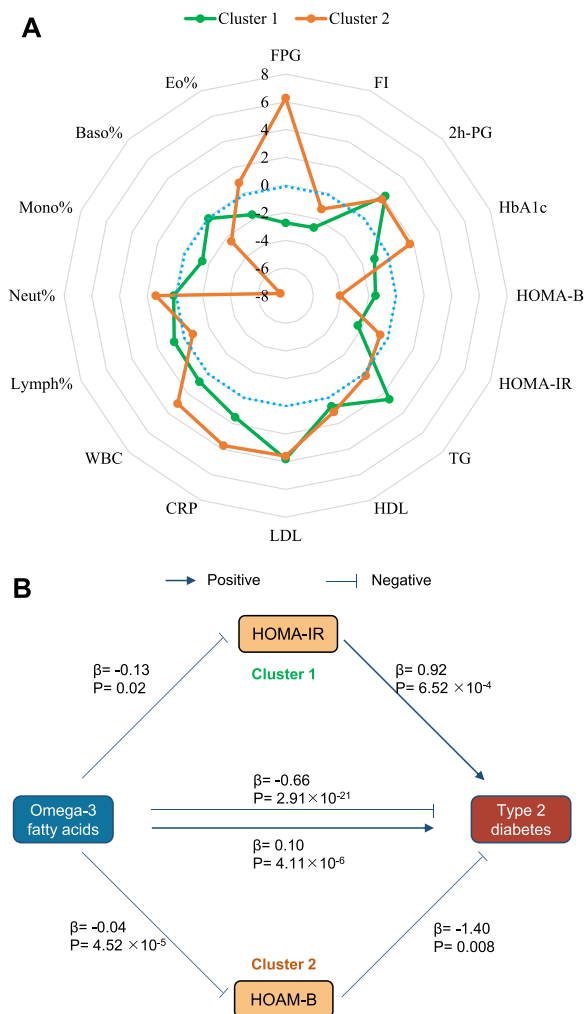 A
Cluster 1
Cluster 2
FPG
FI
2h-PG
HbA1c
HOMA-B
HOMA-IR
TG
HDL
LDL
CRP
WBC
Lymph%
Neut%
Mono%
Baso%
Eo%
8
6
4
2
0
-2
-4
-6
-8
B
Positive
Negative
HOMA-IR
Cluster 1
β= -0.13
P= 0.02
β= 0.92
P= 6.52 ×10-4
β= -0.66
P= 2.91×10-21
Omega-3
fatty acids
Type 2
diabetes
β= 0.10
P= 4.11×10-6
β= -0.04
P= 4.52 ×10-5
β= -1.40
P= 0.008
Cluster 2
HOAM-B